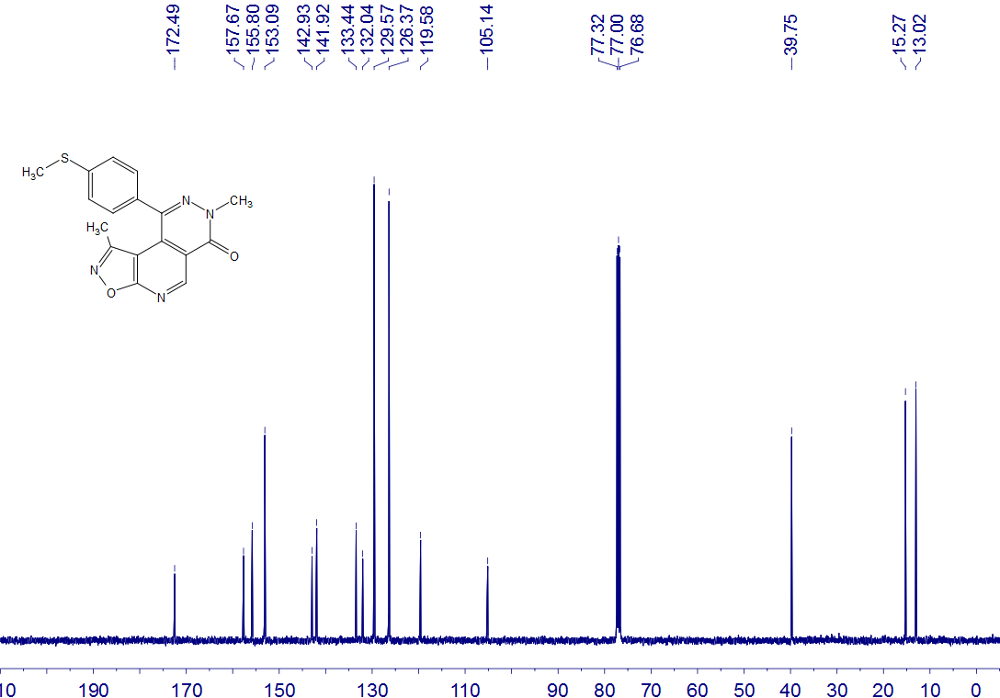 172.49
157.67
155.80
153.09
142.93
141.92
133.44
132.04
129.57
126.37
119.58
105.14
77.32
77.00
76.68
39.75
15.27
13.02
H3C
S
N
N
CH3
H3C
O
N
O
N
10 190 170 150 130 110 90 80 70 60 50 40 30 20 10 0